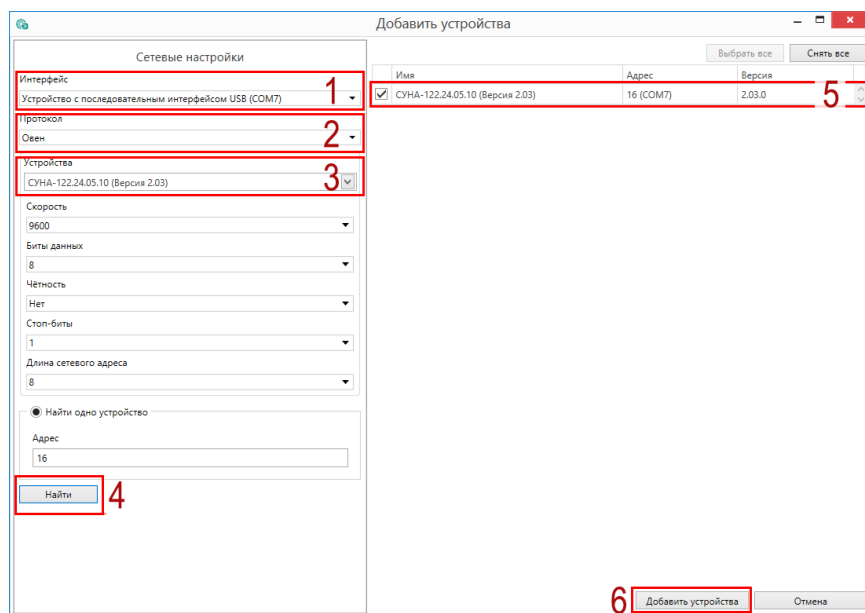 Добавить устройства
Сетевые настройки
Интерфейс
Устройство с последовательным интерфейсом USB (COM7)
1
Протокол
Овен
2
Устройства
СУНА-122.24.05.10 (Версия 2.03)
3
Скорость
9600
Биты данных
8
Чётность
Нет
Стоп-биты
1
Длина сетевого адреса
8
Найти одно устройство
Адрес
16
Найти
4
Выбрать все Снять все
Имя Адрес Версия
СУНА-122.24.05.10 (Версия 2.03) 16 (COM7) 2.03.0 5
6 Добавить устройства Отмена